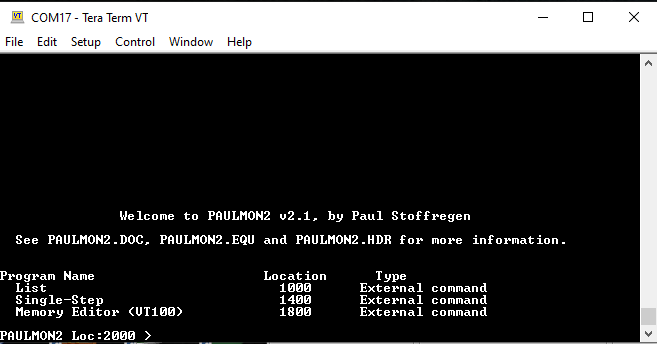 COM17 - Tera Term VT
File Edit Setup Control Window Help
Welcome to PAULMON2 v2.1, by Paul Stoffregen
See PAULMON2.DOC, PAULMON2.EQU and PAULMON2.HDR for more information.
Program Name Location Type
List 1000 External command
Single-Step 1400 External command
Memory Editor (VT100) 1800 External command
PAULMON2 Loc:2000 >